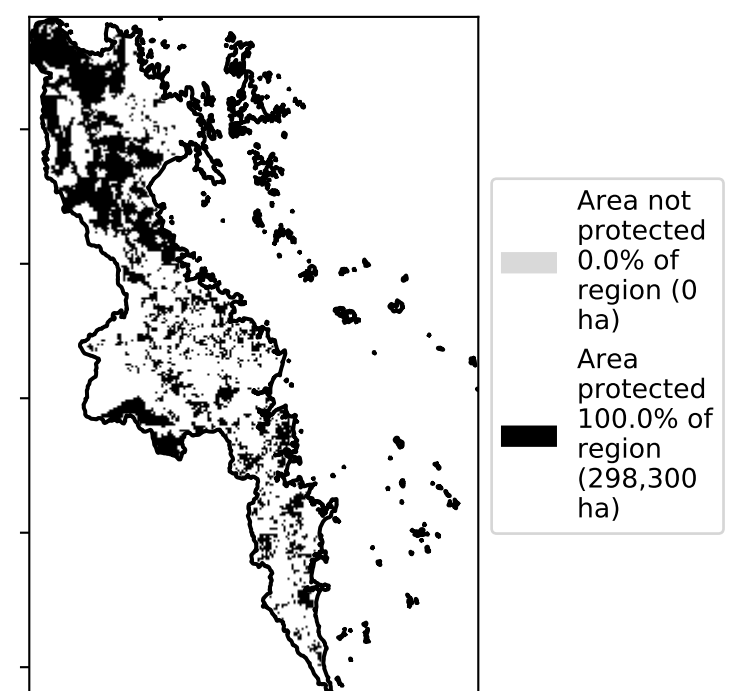 Area not
protected
0.0% of
region (0
ha)
Area
protected
100.0% of
region
(298,300
ha)